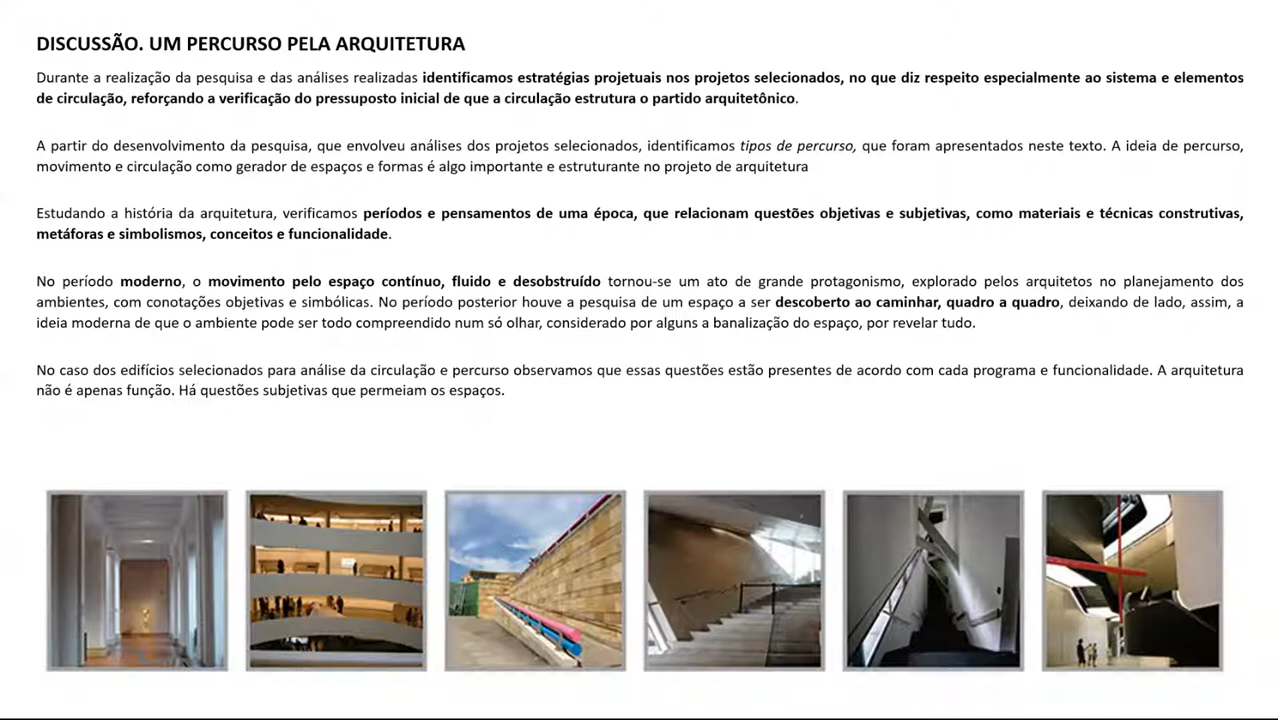 DISCUSSÃO. UM PERCURSO PELA ARQUITETURA
Durante a realização da pesquisa e das análises realizadas identificamos estratégias projetuais nos projetos selecionados, no que diz respeito especialmente ao sistema e elementos
de circulação, reforçando a verificação do pressuposto inicial de que a circulação estrutura o partido arquitetônico.
A partir do desenvolvimento da pesquisa, que envolveu análises dos projetos selecionados, identificamos tipos de percurso, que foram apresentados neste texto. A ideia de percurso,
movimento e circulação como gerador de espaços e formas é algo importante e estruturante no projeto de arquitetura
Estudando a história da arquitetura, verificamos períodos e pensamentos de uma época, que relacionam questões objetivas e subjetivas, como materiais e técnicas construtivas,
metáforas e simbolismos, conceitos e funcionalidade.
No período moderno, o movimento pelo espaço contínuo, fluido e desobstruído tornou-se um ato de grande protagonismo, explorado pelos arquitetos no planejamento dos
ambientes, com conotações objetivas e simbólicas. No período posterior houve a pesquisa de um espaço a ser descoberto ao caminhar, quadro a quadro, deixando de lado, assim, a
ideia moderna de que o ambiente pode ser todo compreendido num só olhar, considerado por alguns a banalização do espaço, por revelar tudo.
No caso dos edifícios selecionados para análise da circulação e percurso observamos que essas questões estão presentes de acordo com cada programa e funcionalidade. A arquitetura
não é apenas função. Há questões subjetivas que permeiam os espaços.